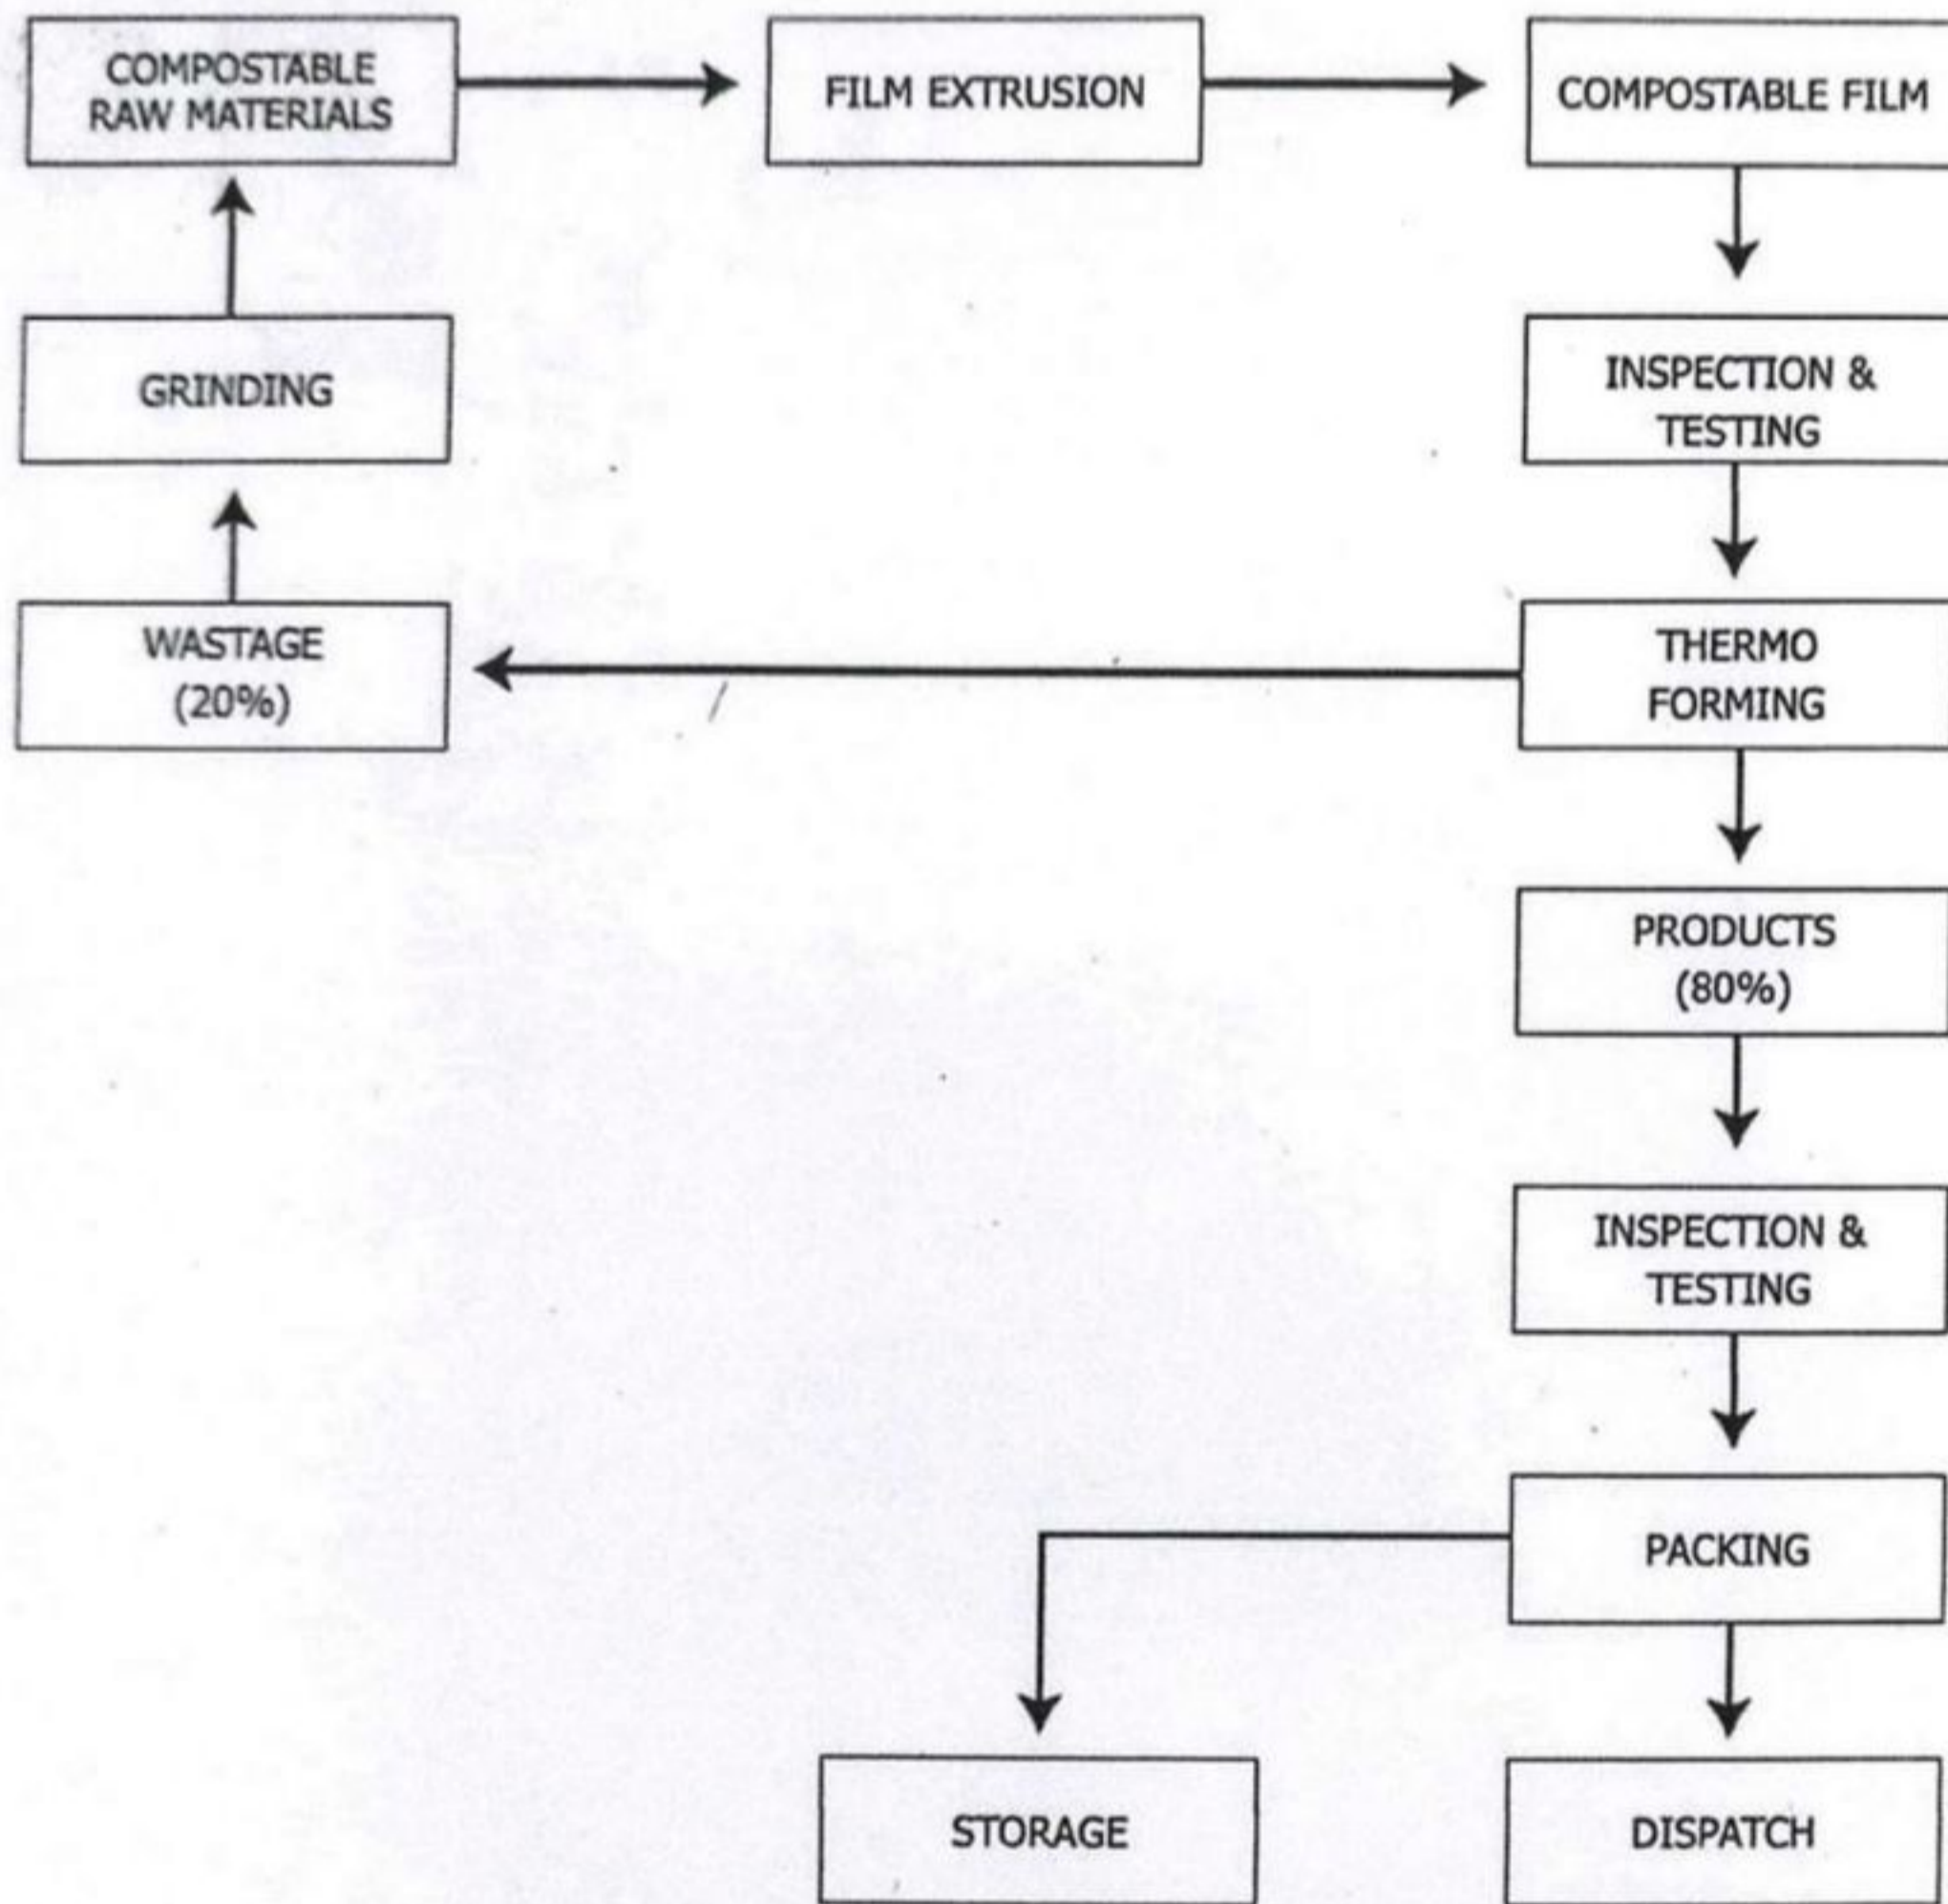 COMPOSTABLE
RAW MATERIALS
FILM EXTRUSION
COMPOSTABLE FILM
GRINDING
INSPECTION &
TESTING
WASTAGE
(20%)
THERMO
FORMING
PRODUCTS
(80%)
INSPECTION &
TESTING
PACKING
STORAGE
DISPATCH